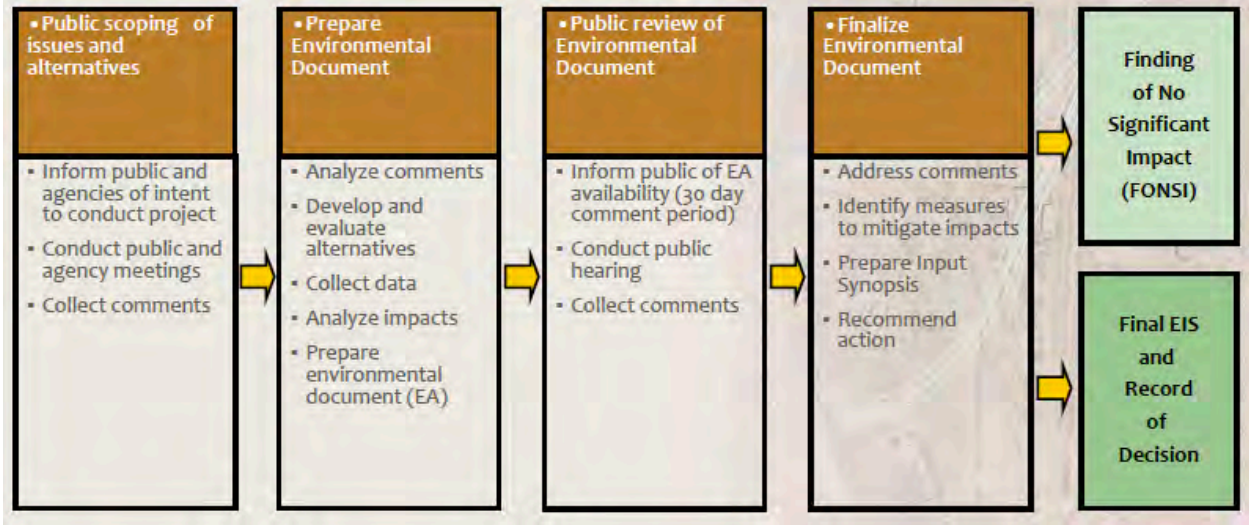 ▪ Public scoping of
issues and
alternatives
▪ Inform public and
agencies of intent
to conduct project
▪ Conduct public and
agency meetings
▪ Collect comments
▪ Prepare
Environmental
Document
▪ Analyze comments
▪ Develop and
evaluate
alternatives
▪ Collect data
▪ Analyze impacts
▪ Prepare
environmental
document (EA)
▪ Public review of
Environmental
Document
▪ Inform public of EA
availability (30 day
comment period)
▪ Conduct public
hearing
▪ Collect comments
▪ Finalize
Environmental
Document
▪ Address comments
▪ Identify measures
to mitigate impacts
▪ Prepare Input
Synopsis
▪ Recommend
action
Finding
of No
Significant
Impact
(FONSI)
Final EIS
and
Record
of
Decision